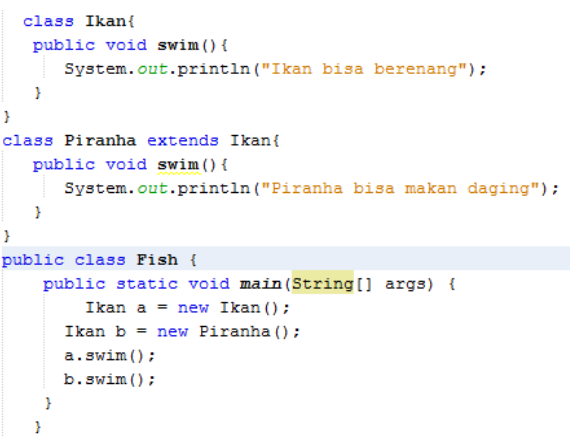 class Ikan{
public void swim(){
System.out.println("Ikan bisa berenang");
}
}
class Piranha extends Ikan{
public void swim(){
System.out.println("Piranha bisa makan daging");
}
}
public class Fish {
public static void main(String[] args) {
Ikan a = new Ikan();
Ikan b = new Piranha();
a.swim();
b.swim();
}
}